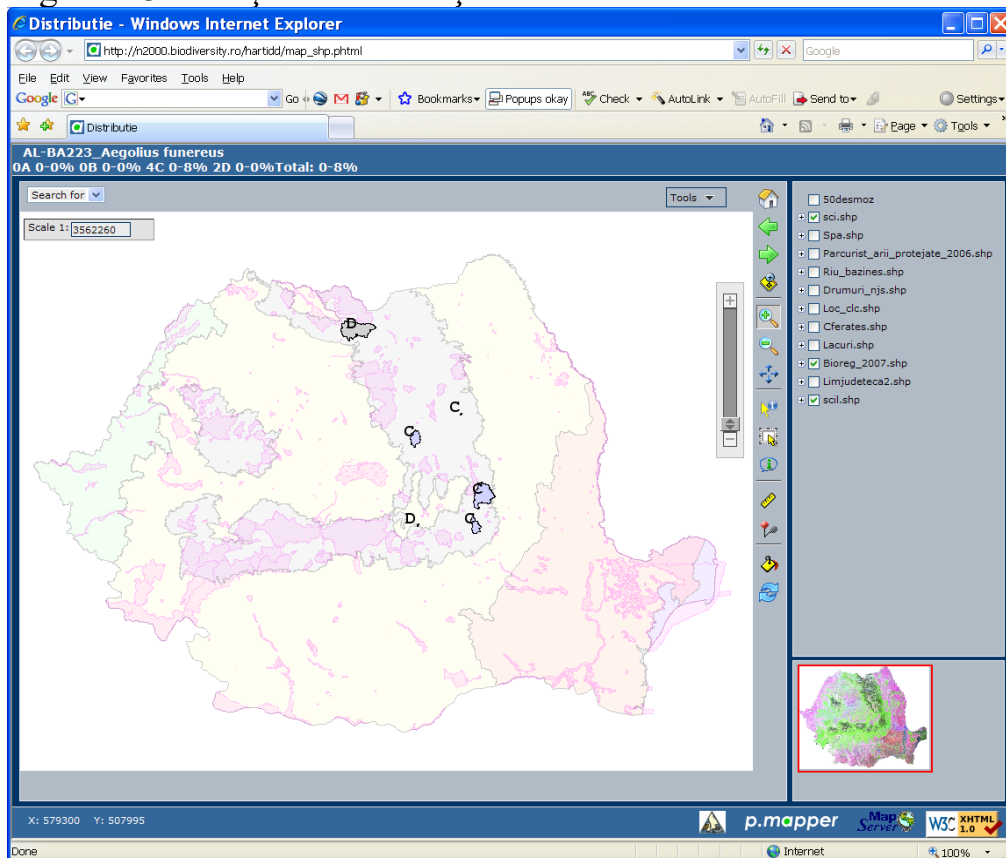 Distributie - Windows Internet Explorer
http://n2000.biodiversity.ro/hartidd/map_shp.phtml
Google
File Edit View Favorites Tools Help
Google G Go Bookmarks Popups okay Check AutoLink AutoFill Send to Settings
Distributie Page Tools
AL-BA223_Aegolius funereus
0A 0-0% 0B 0-0% 4C 0-8% 2D 0-0%Total: 0-8%
Search for
Tools
Scale 1: 3562260
50desmoz
sci.shp
Spa.shp
Parcurist_arii_protejate_2006.shp
Riu_bazines.shp
Drumuri_njs.shp
Loc_clc.shp
Cferates.shp
Lacuri.shp
Bioreg_2007.shp
Limjudeteca2.shp
scil.shp
D
C
C
C
D
C
X: 579300 Y: 507995
p.mapper
MapServer
W3C XHTML 1.0
Done
Internet
100%